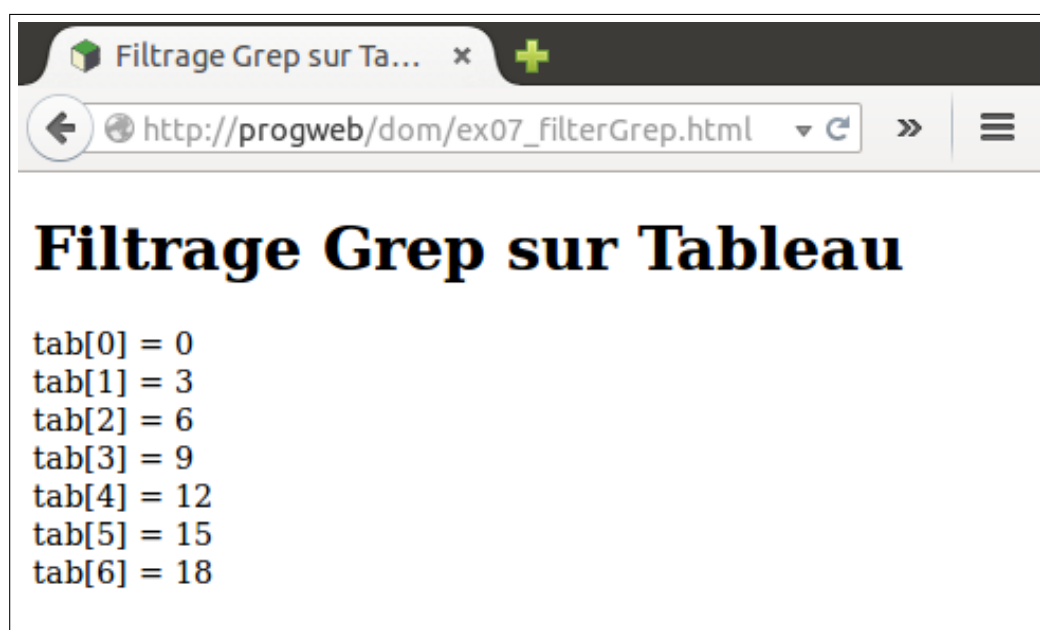 Filtrage Grep sur Ta...
http://progweb/dom/ex07_filterGrep.html
Filtrage Grep sur Tableau
tab[0] = 0
tab[1] = 3
tab[2] = 6
tab[3] = 9
tab[4] = 12
tab[5] = 15
tab[6] = 18